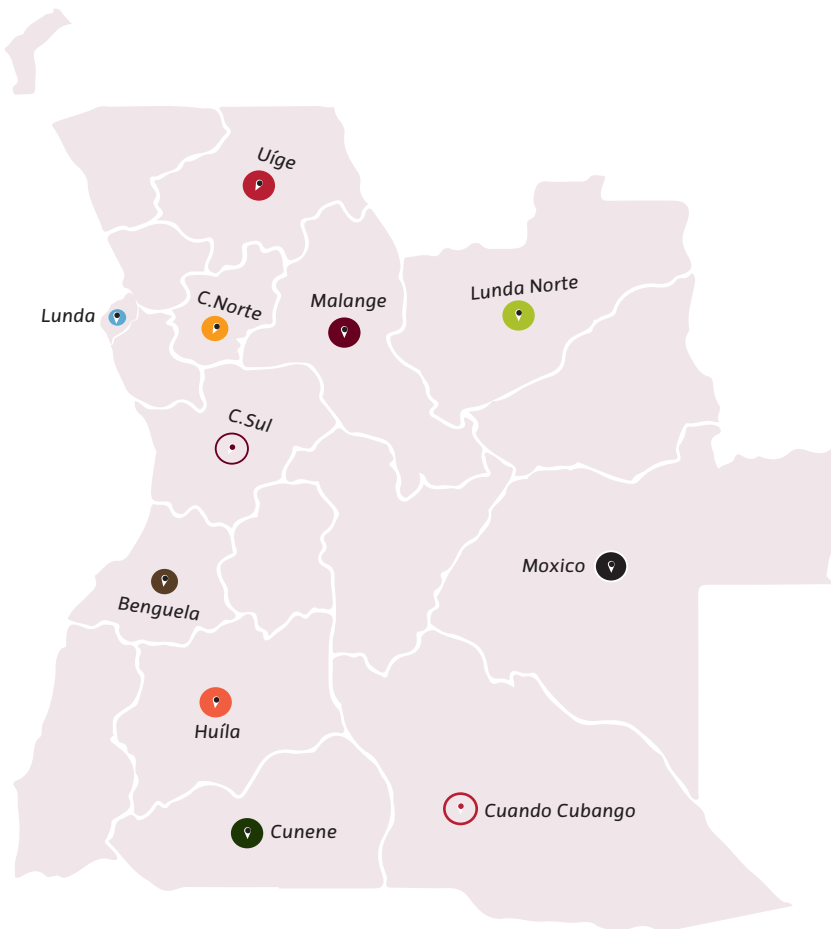 Uíge
Lunda Norte
C.Norte
Malange
Lunda
C.Sul
Moxico
Benguela
Huíla
Cuando Cubango
Cunene